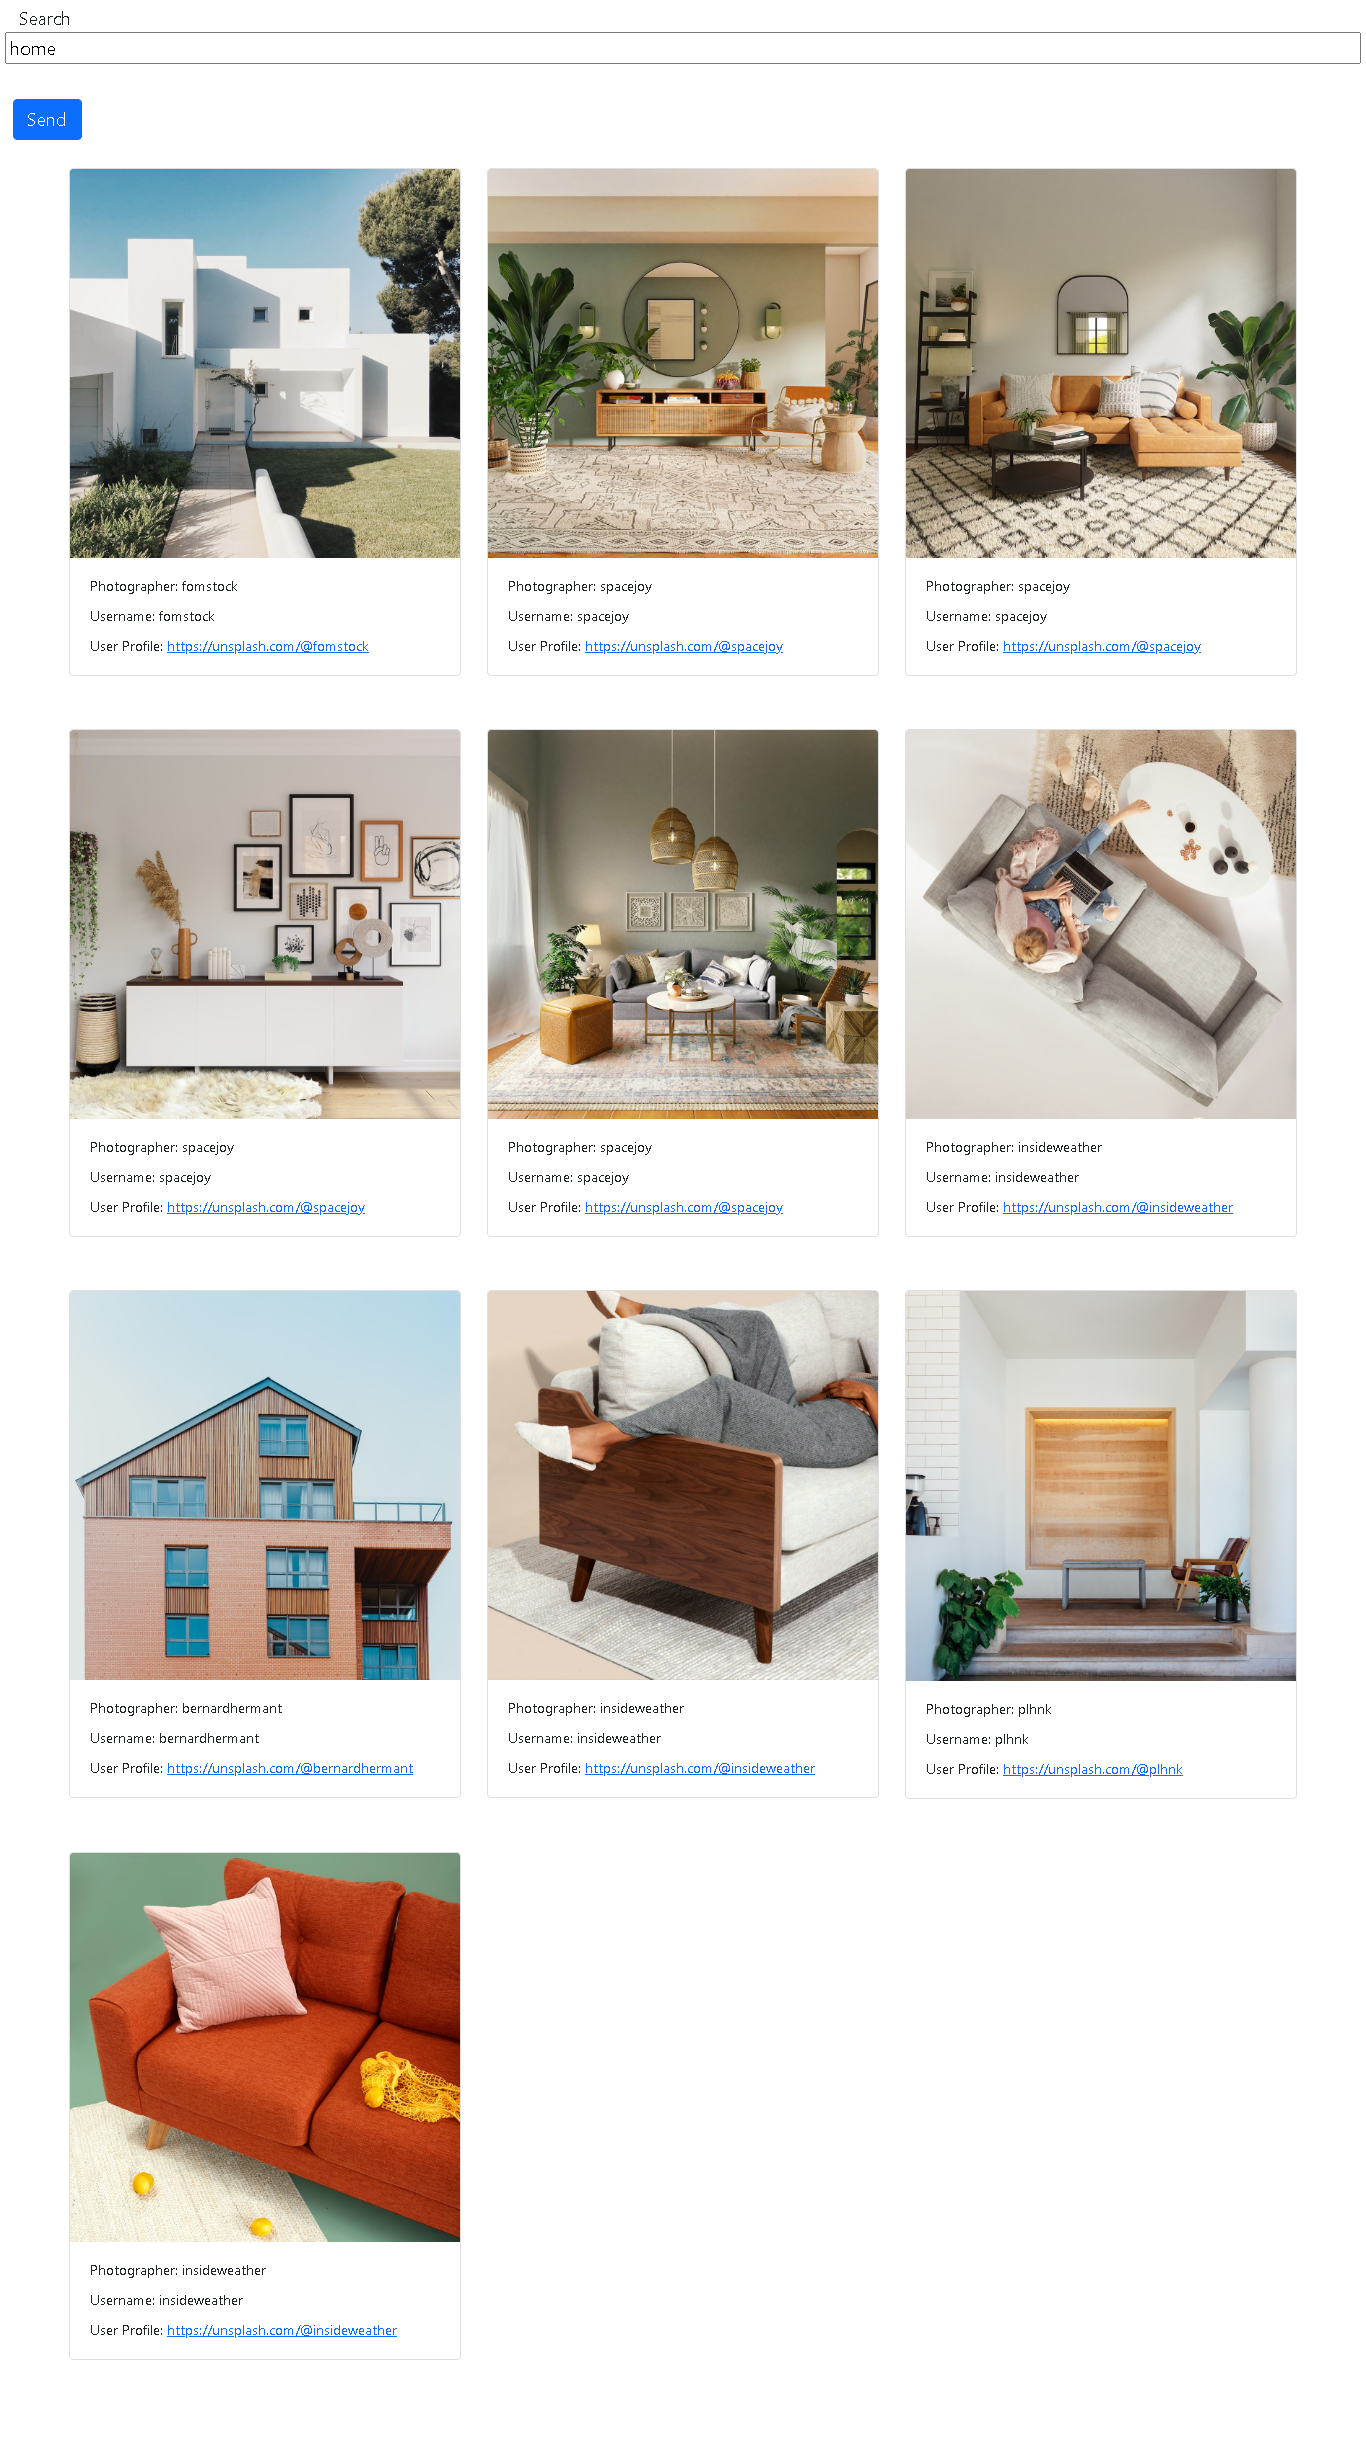 Search
home
Send
Photographer: fomstock
Username: fomstock
User Profile: https://unsplash.com/@fomstock
Photographer: spacejoy
Username: spacejoy
User Profile: https://unsplash.com/@spacejoy
Photographer: spacejoy
Username: spacejoy
User Profile: https://unsplash.com/@spacejoy
Photographer: spacejoy
Username: spacejoy
User Profile: https://unsplash.com/@spacejoy
Photographer: spacejoy
Username: spacejoy
User Profile: https://unsplash.com/@spacejoy
Photographer: insideweather
Username: insideweather
User Profile: https://unsplash.com/@insideweather
Photographer: bernardhermant
Username: bernardhermant
User Profile: https://unsplash.com/@bernardhermant
Photographer: insideweather
Username: insideweather
User Profile: https://unsplash.com/@insideweather
Photographer: plhnk
Username: plhnk
User Profile: https://unsplash.com/@plhnk
Photographer: insideweather
Username: insideweather
User Profile: https://unsplash.com/@insideweather